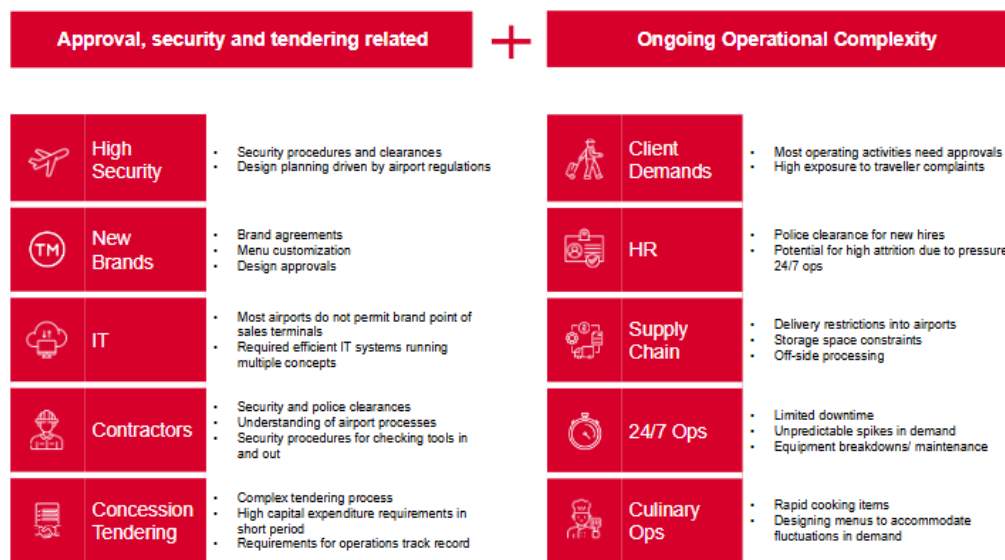 Approval, security and tendering related
+
Ongoing Operational Complexity
High
Security
• Security procedures and clearances
• Design planning driven by airport regulations
TM
New
Brands
• Brand agreements
• Menu customization
• Design approvals
IT
• Most airports do not permit brand point of
sales terminals
• Required efficient IT systems running
multiple concepts
Contractors
• Security and police clearances
• Understanding of airport processes
• Security procedures for checking tools in
and out
Concession
Tendering
• Complex tendering process
• High capital expenditure requirements in
short period
• Requirements for operations track record
Client
Demands
• Most operating activities need approvals
• High exposure to traveller complaints
HR
• Police clearance for new hires
• Potential for high attrition due to pressure
24/7 ops
Supply
Chain
• Delivery restrictions into airports
• Storage space constraints
• Off-side processing
24/7 Ops
• Limited downtime
• Unpredictable spikes in demand
• Equipment breakdowns/ maintenance
Culinary
Ops
• Rapid cooking items
• Designing menus to accommodate
fluctuations in demand